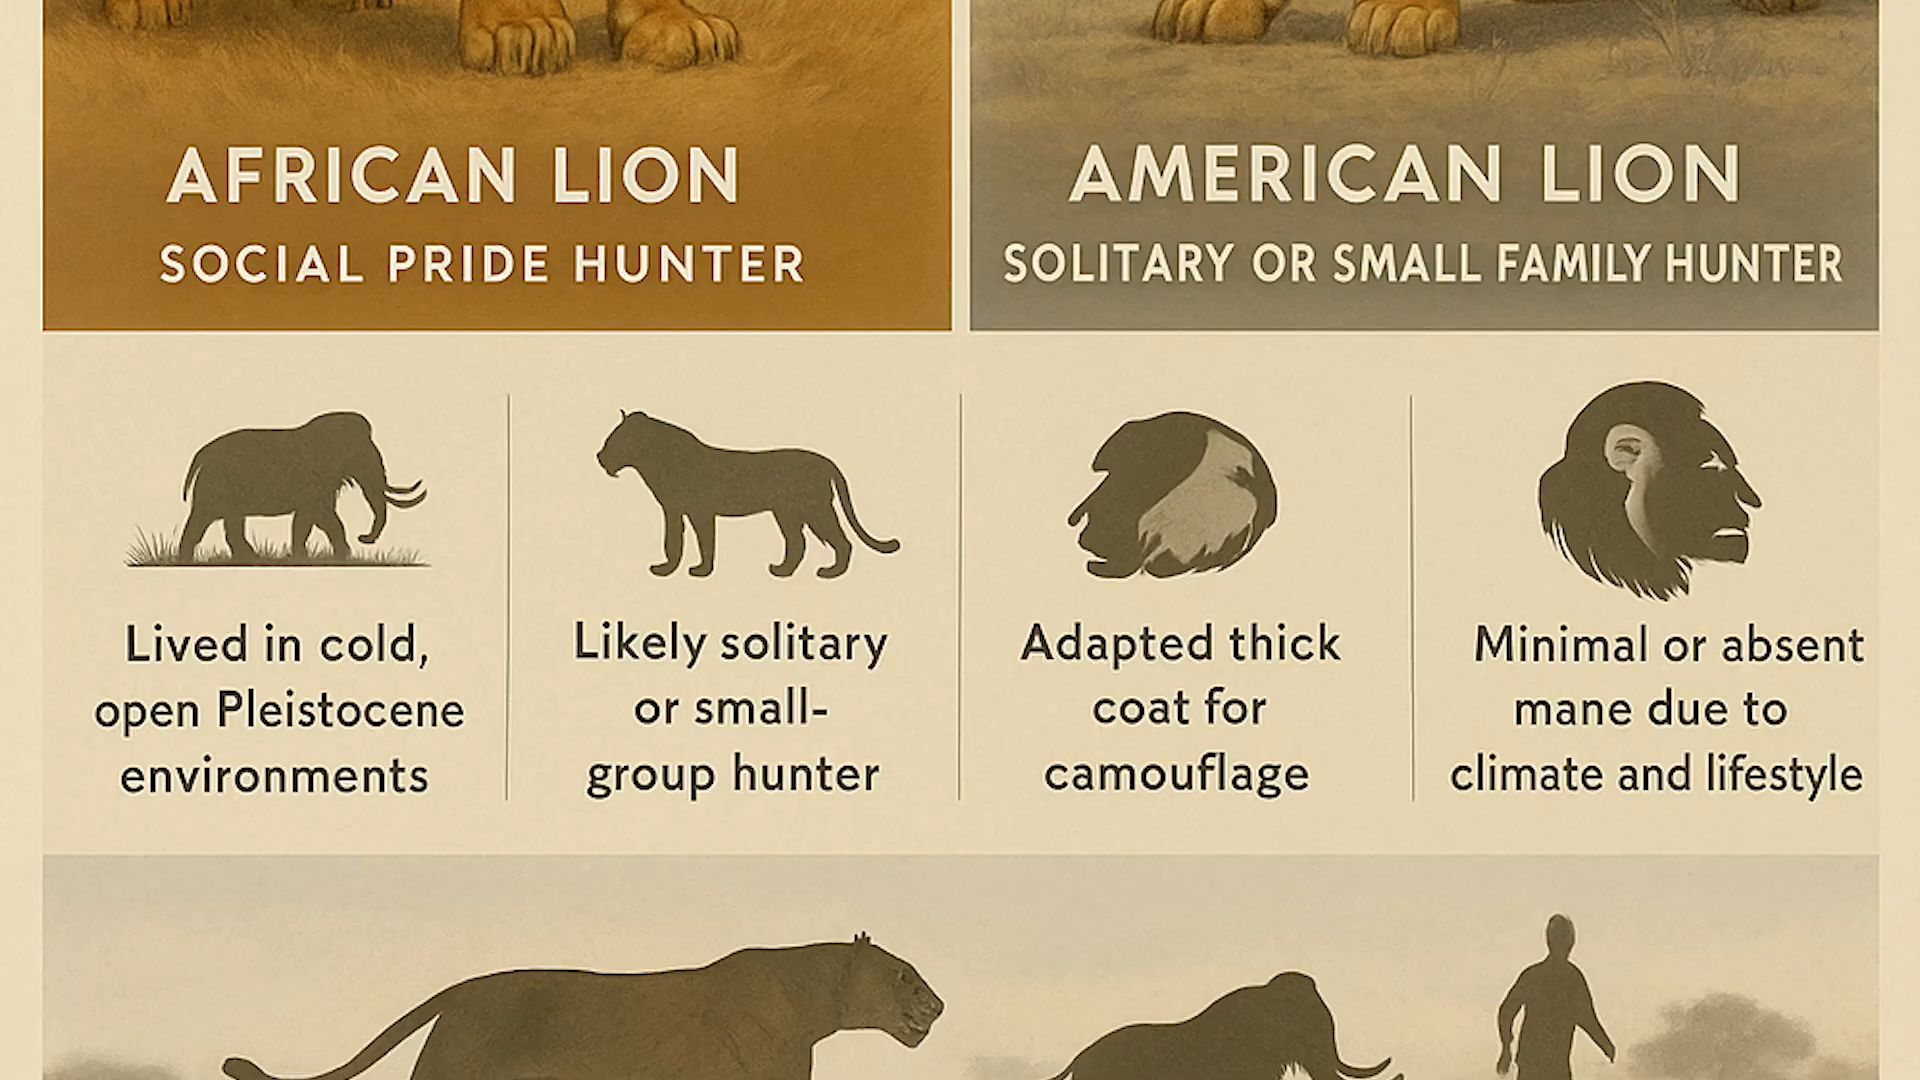 AFRICAN LION
SOCIAL PRIDE HUNTER
AMERICAN LION
SOLITARY OR SMALL FAMILY HUNTER
Lived in cold,
open Pleistocene
environments
Likely solitary
or small-
group hunter
Adapted thick
coat for
camouflage
Minimal or absent
mane due to
climate and lifestyle